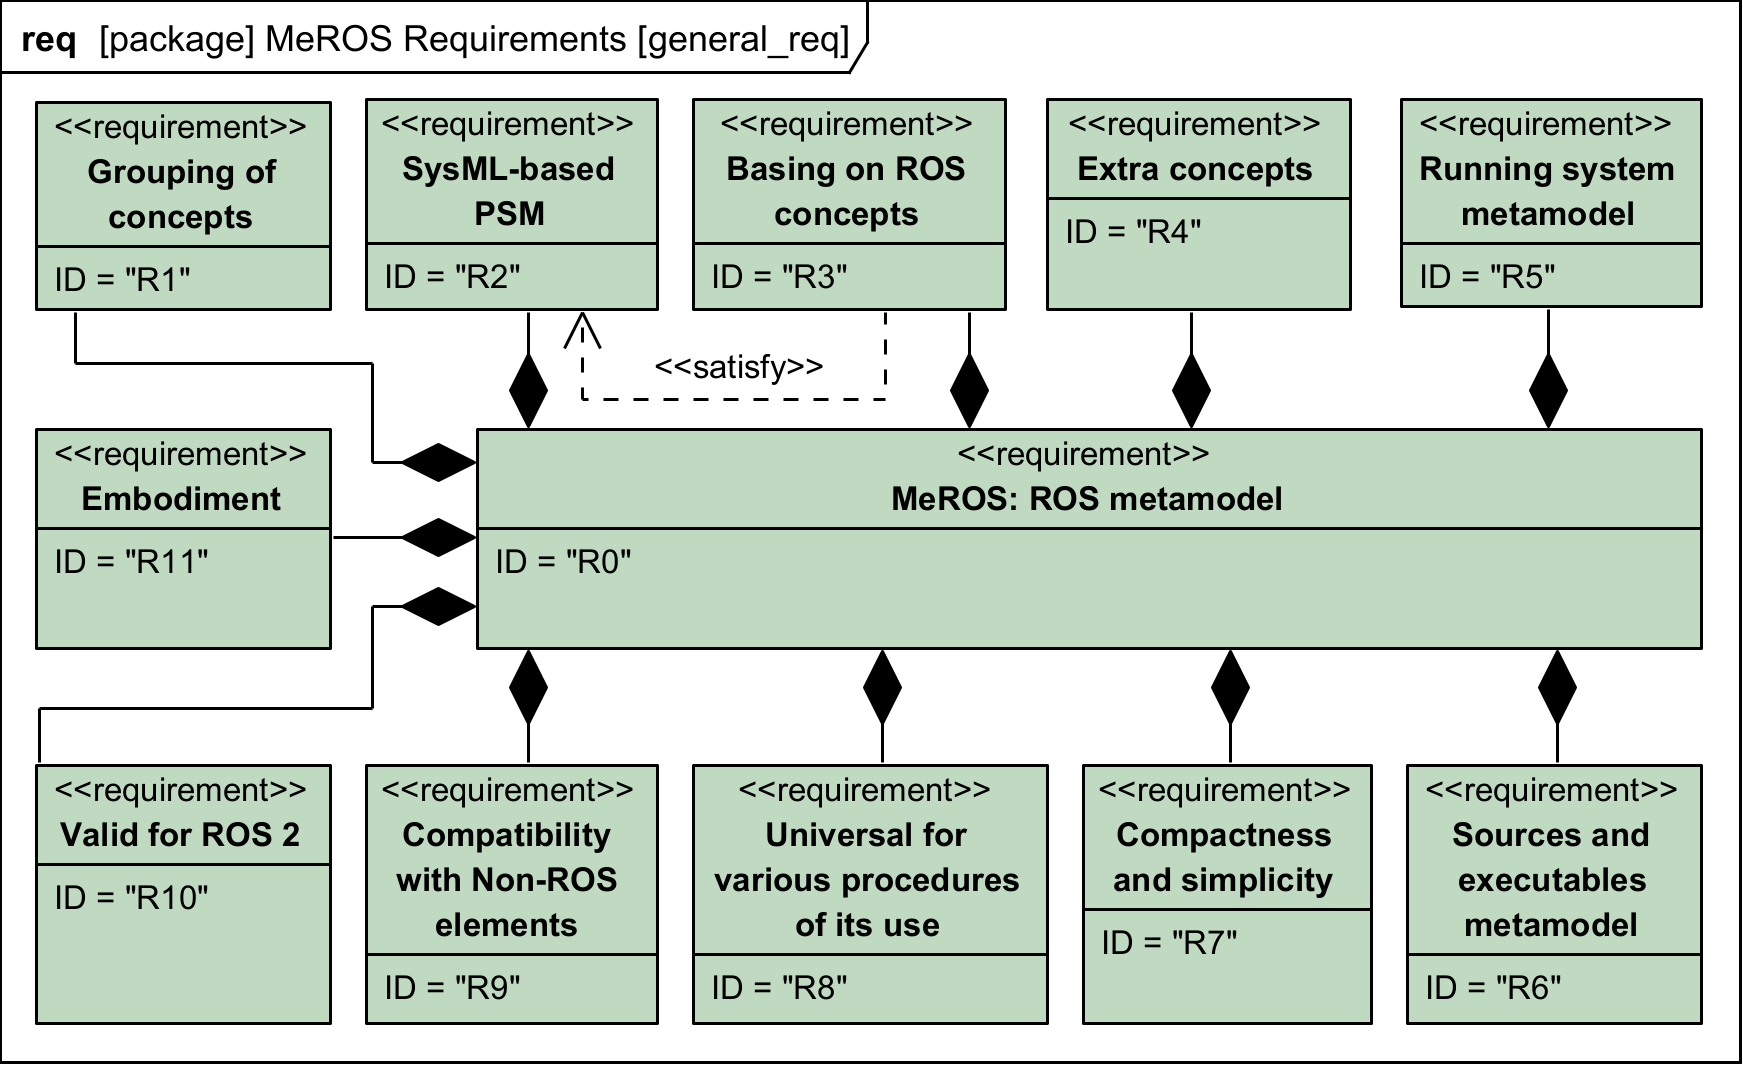 req [package] MeROS Requirements [general_req]
<<requirement>>
Grouping of
concepts
ID = "R1"
<<requirement>>
SysML-based
PSM
ID = "R2"
<<requirement>>
Basing on ROS
concepts
ID = "R3"
<<requirement>>
Extra concepts
ID = "R4"
<<requirement>>
Running system
metamodel
ID = "R5"
<<satisfy>>
<<requirement>>
Embodiment
ID = "R11"
<<requirement>>
MeROS: ROS metamodel
ID = "R0"
<<requirement>>
Valid for ROS 2
ID = "R10"
<<requirement>>
Compatibility
with Non-ROS
elements
ID = "R9"
<<requirement>>
Universal for
various procedures
of its use
ID = "R8"
<<requirement>>
Compactness
and simplicity
ID = "R7"
<<requirement>>
Sources and
executables
metamodel
ID = "R6"